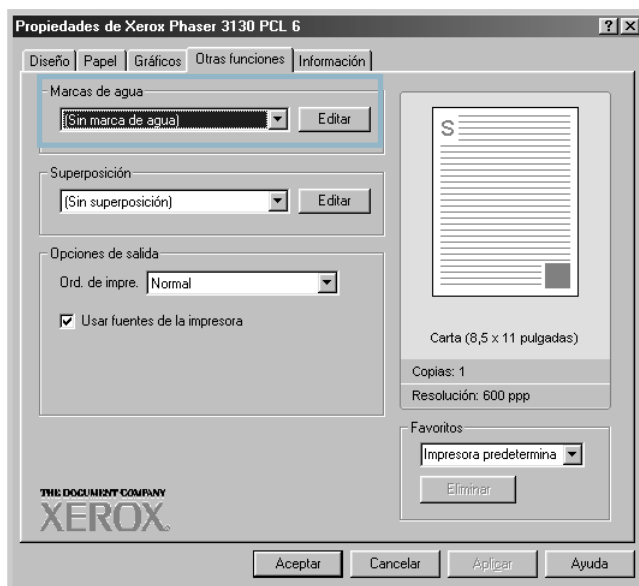 Propiedades de Xerox Phaser 3130 PCL 6
Diseño Papel Gráficos Otras funciones Información
Marcas de agua
(Sin marca de agua) Editar
Superposición
(Sin superposición) Editar
Opciones de salida
Ord. de impre. Normal
Usar fuentes de la impresora
S
Carta (8,5 x 11 pulgadas)
Copias: 1
Resolución: 600 ppp
Favoritos
Impresora predetermina
Eliminar
THE DOCUMENT COMPANY
XEROX
Aceptar Cancelar Aplicar Ayuda